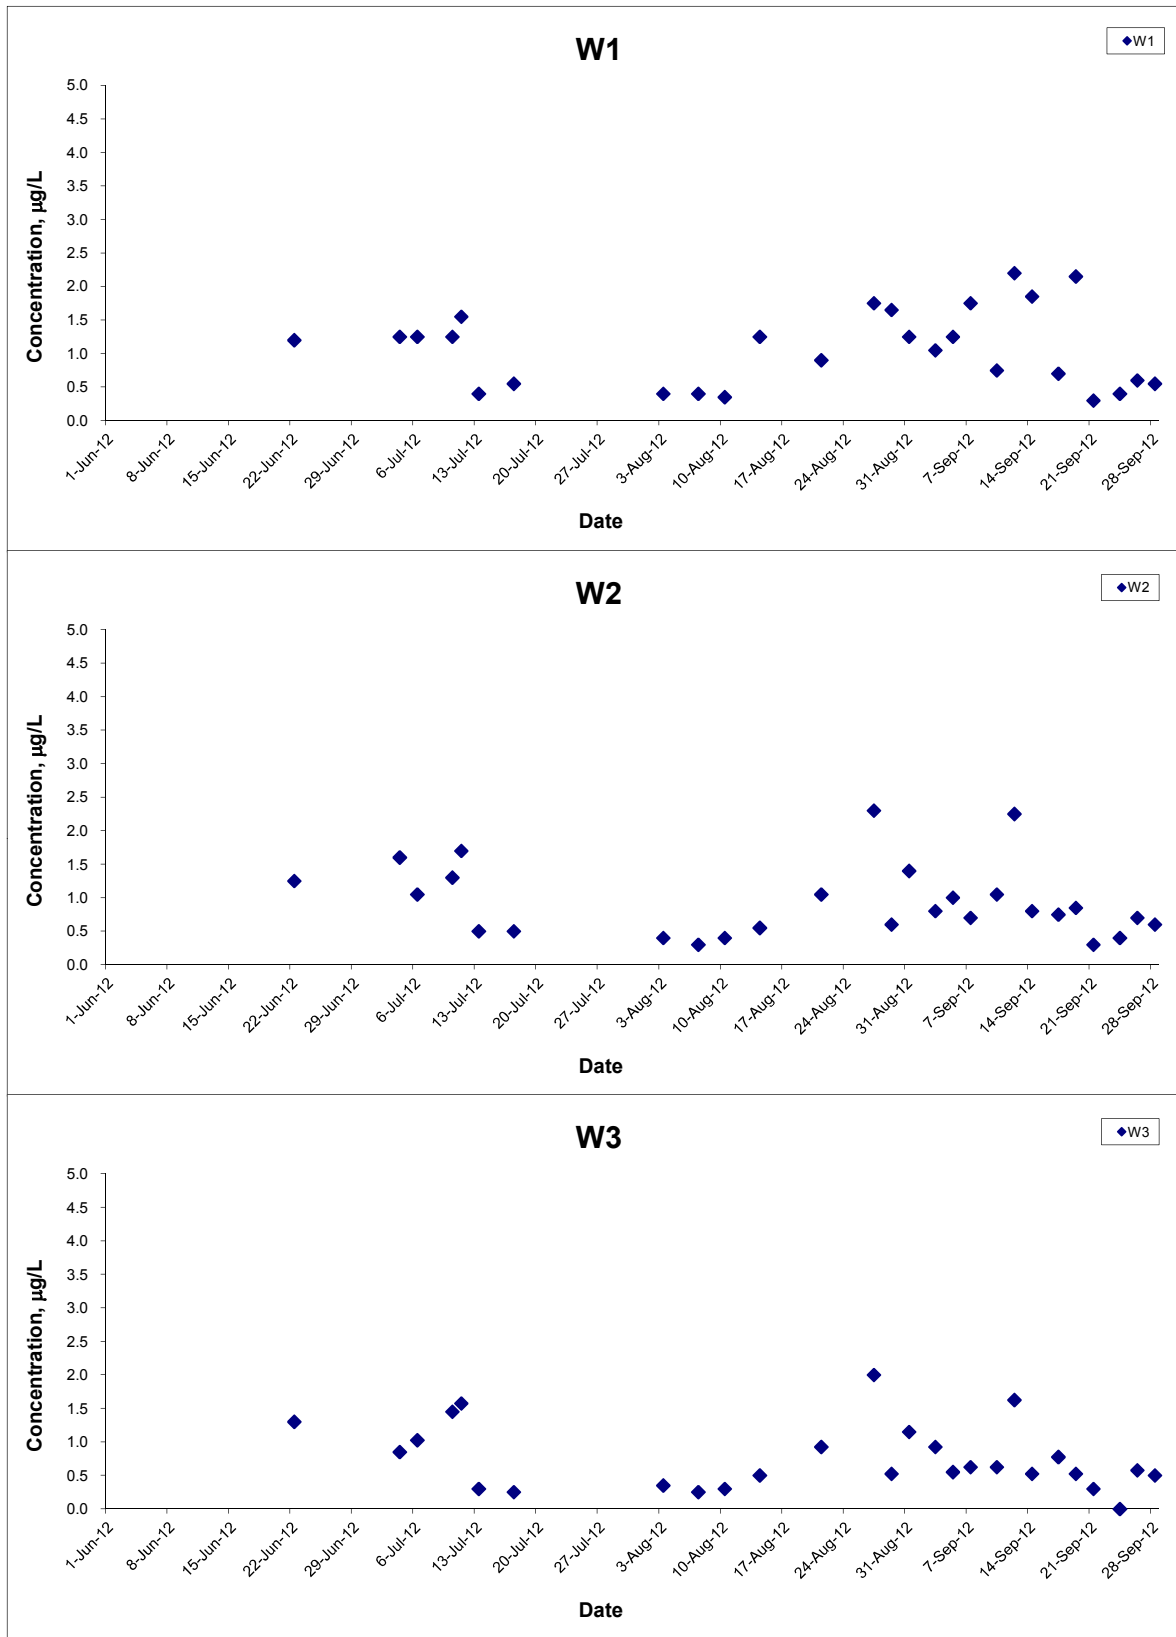 W1
W1
5.0
4.5
4.0
3.5
3.0
2.5
2.0
1.5
1.0
0.5
0.0
Concentration, µg/L
1-Jun-12
8-Jun-12
15-Jun-12
22-Jun-12
29-Jun-12
6-Jul-12
13-Jul-12
20-Jul-12
27-Jul-12
3-Aug-12
10-Aug-12
17-Aug-12
24-Aug-12
31-Aug-12
7-Sep-12
14-Sep-12
21-Sep-12
28-Sep-12
Date
W2
W2
5.0
4.5
4.0
3.5
3.0
2.5
2.0
1.5
1.0
0.5
0.0
Concentration, µg/L
1-Jun-12
8-Jun-12
15-Jun-12
22-Jun-12
29-Jun-12
6-Jul-12
13-Jul-12
20-Jul-12
27-Jul-12
3-Aug-12
10-Aug-12
17-Aug-12
24-Aug-12
31-Aug-12
7-Sep-12
14-Sep-12
21-Sep-12
28-Sep-12
Date
W3
W3
5.0
4.5
4.0
3.5
3.0
2.5
2.0
1.5
1.0
0.5
0.0
Concentration, µg/L
1-Jun-12
8-Jun-12
15-Jun-12
22-Jun-12
29-Jun-12
6-Jul-12
13-Jul-12
20-Jul-12
27-Jul-12
3-Aug-12
10-Aug-12
17-Aug-12
24-Aug-12
31-Aug-12
7-Sep-12
14-Sep-12
21-Sep-12
28-Sep-12
Date